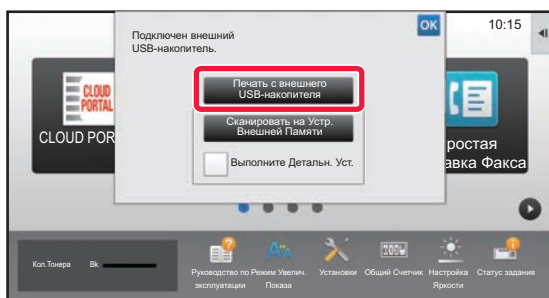 Подключен внешний
USB-накопитель.
OK
10:15
Печать с внешнего
USB-накопителя
Сканировать на Устр.
Внешней Памяти
Выполните Детальн. Уст.
CLOUD
PORTAL
CLOUD POR
ростая
авка Факса
Кол.Тонера
Bk
Руководство по
эксплуатации
Режим Увелич.
Показа
Установки
Общий Счетчик
Настройка
Яркости
Статус задания